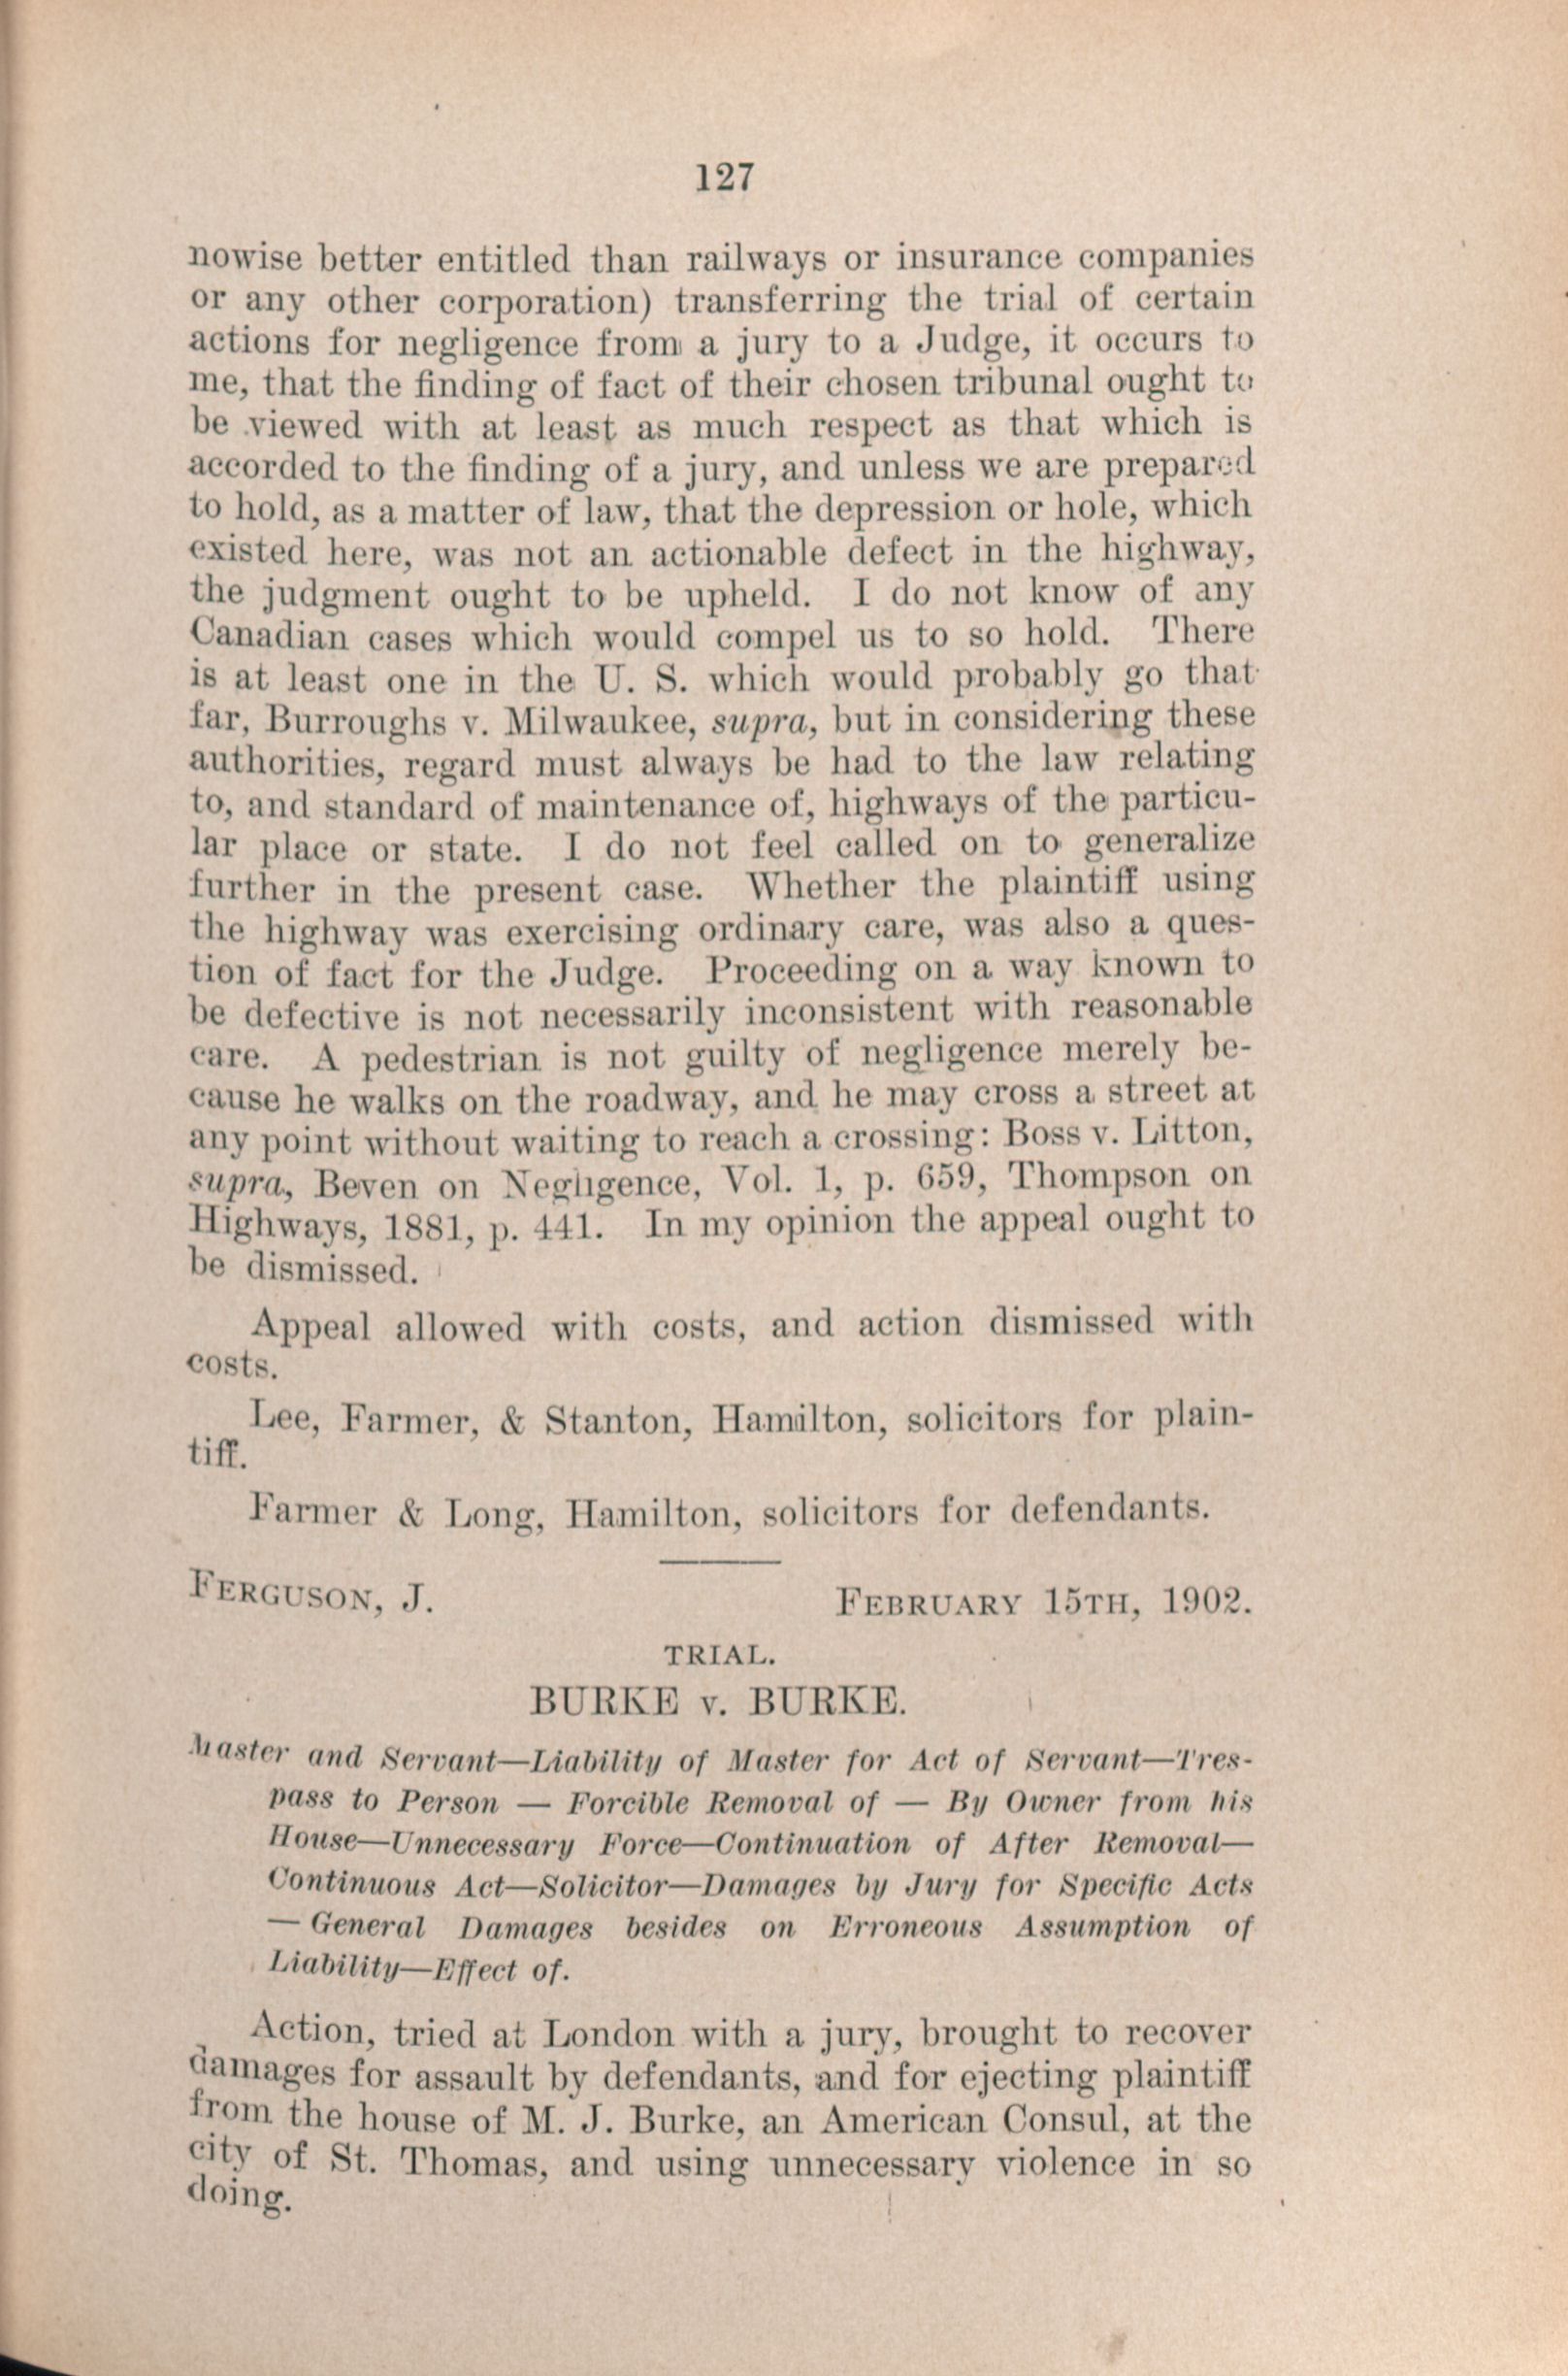 127
nowise better entitled than railways or insurance companies
or any other corporation) transferring the trial of certain
actions for negligence from a jury to a Judge, it occurs to
me, that the finding of fact of their chosen tribunal ought to
be viewed with at least as much respect as that which is
accorded to the finding of a jury, and unless we are prepared
to hold, as a matter of law, that the depression or hole, which
existed here, was not an actionable defect in the highway,
the judgment ought to be upheld. I do not know of any
Canadian cases which would compel us to so hold. There
is at least one in the U. S. which would probably go that
far, Burroughs v. Milwaukee, supra, but in considering these
authorities, regard must always be had to the law relating
to, and standard of maintenance of, highways of the particu-
lar place or state. I do not feel called on to generalize
further in the present case. Whether the plaintiff using
the highway was exercising ordinary care, was also a ques-
tion of fact for the Judge. Proceeding on a way known to
be defective is not necessarily inconsistent with reasonable
care. A pedestrian is not guilty of negligence merely be-
cause he walks on the roadway, and he may cross a street at
any point without waiting to reach a crossing: Boss v. Litton,
supra, Beven on Negligence, Vol. 1, p. 659, Thompson on
Highways, 1881, p. 441. In my opinion the appeal ought to
be dismissed.
Appeal allowed with costs, and action dismissed with
costs.
Lee, Farmer, & Stanton, Hamilton, solicitors for plain-
tiff.
Farmer & Long, Hamilton, solicitors for defendants.
FERGUSON, J. FEBRUARY 15TH, 1902.
TRIAL.
BURKE v. BURKE.
Master and Servant—Liability of Master for Act of Servant—Tres-
pass to Person — Forcible Removal of — By Owner from his
House—Unnecessary Force—Continuation of After Removal—
Continuous Act—Solicitor—Damages by Jury for Specific Acts
— General Damages besides on Erroneous Assumption of
Liability—Effect of.
Action, tried at London with a jury, brought to recover
damages for assault by defendants, and for ejecting plaintiff
from the house of M. J. Burke, an American Consul, at the
city of St. Thomas, and using unnecessary violence in so
doing.